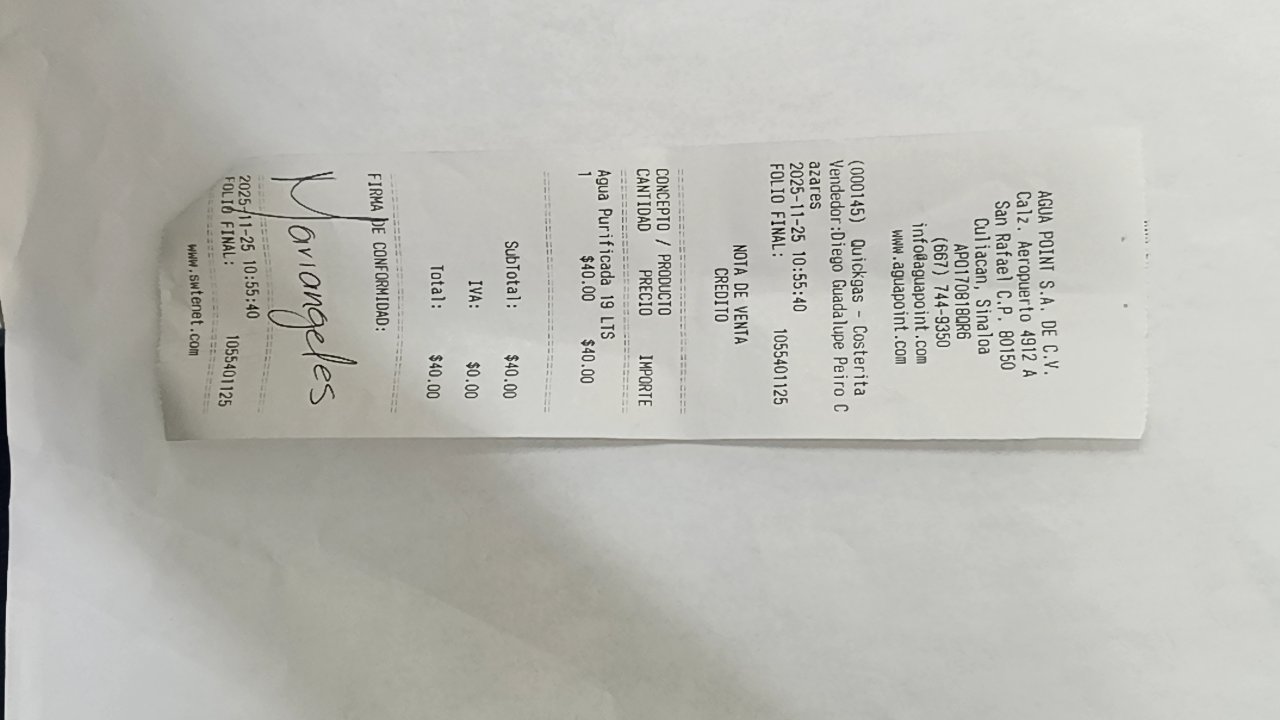 AGUA POINT S.A. DE C.V.
Calz. Aeropuerto 4912 A
San Rafael C.P. 80150
Culiacan, Sinaloa
APO170818QR6
(667) 744-9350
info@aguapoint.com
www.aguapoint.com
(000145) Quickgas - Costerita
Vendedor:Diego Guadalupe Peiro C
azares
2025-11-25 10:55:40
FOLIO FINAL: 1055401125
NOTA DE VENTA
CREDITO
CONCEPTO / PRODUCTO
CANTIDAD PRECIO IMPORTE
Agua Purificada 19 LTS
1 $40.00 $40.00
SubTotal: $40.00
IVA: $0.00
Total: $40.00
FIRMA DE CONFORMIDAD:
Mariangeles
2025-11-25 10:55:40
FOLIO FINAL: 1055401125
www.swtenet.com